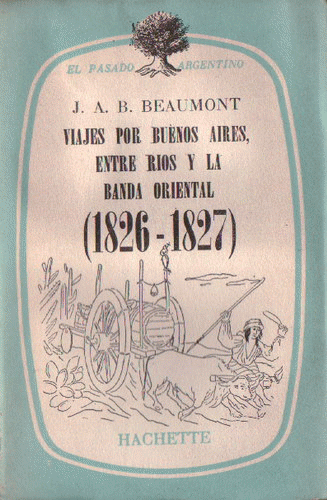 EL PASADO ARGENTINO
J. A. B. BEAUMONT
VIAJES POR BUENOS AIRES,
ENTRE RIOS Y LA
BANDA ORIENTAL
(1826-1827)
HACHETTE